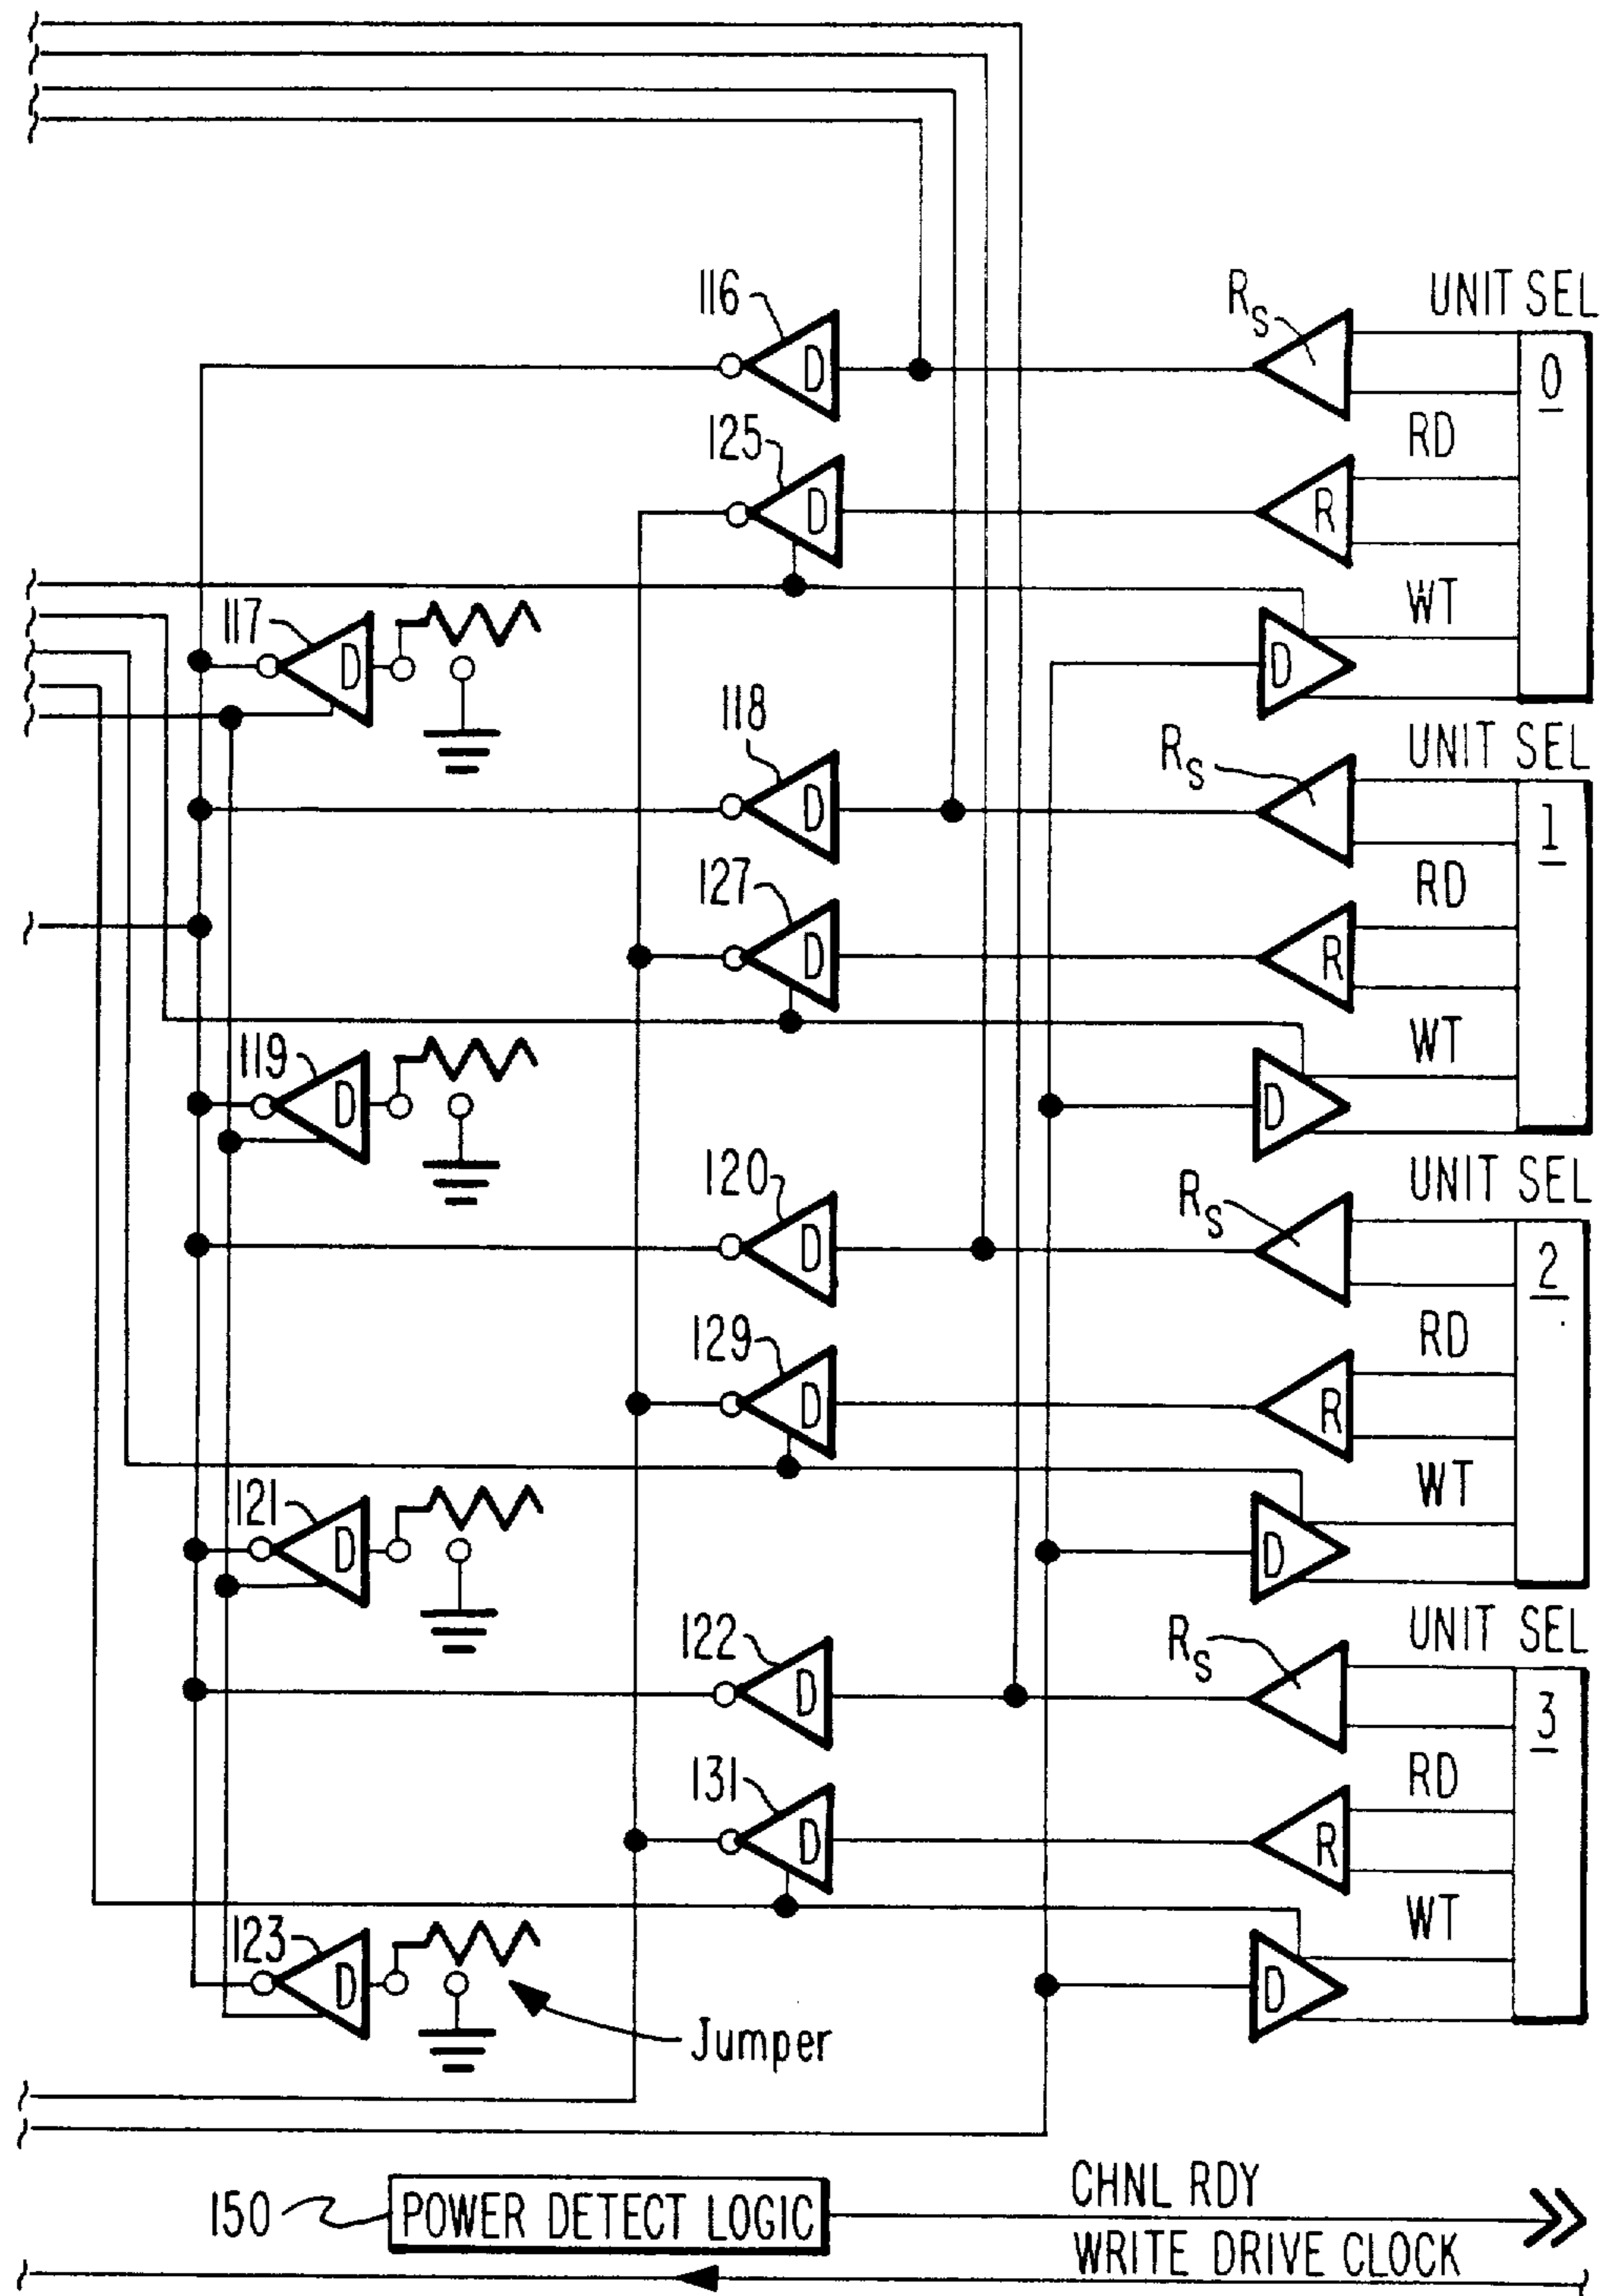 116
D
R_S
UNIT SEL
0
125
D
R
RD
117
D
WT
D
118
D
R_S
UNIT SEL
1
127
D
R
RD
119
D
WT
D
120
D
R_S
UNIT SEL
2
129
D
R
RD
121
D
WT
D
122
D
R_S
UNIT SEL
3
131
D
R
RD
123
D
WT
D
Jumper
150
POWER DETECT LOGIC
CHNL RDY
WRITE DRIVE CLOCK